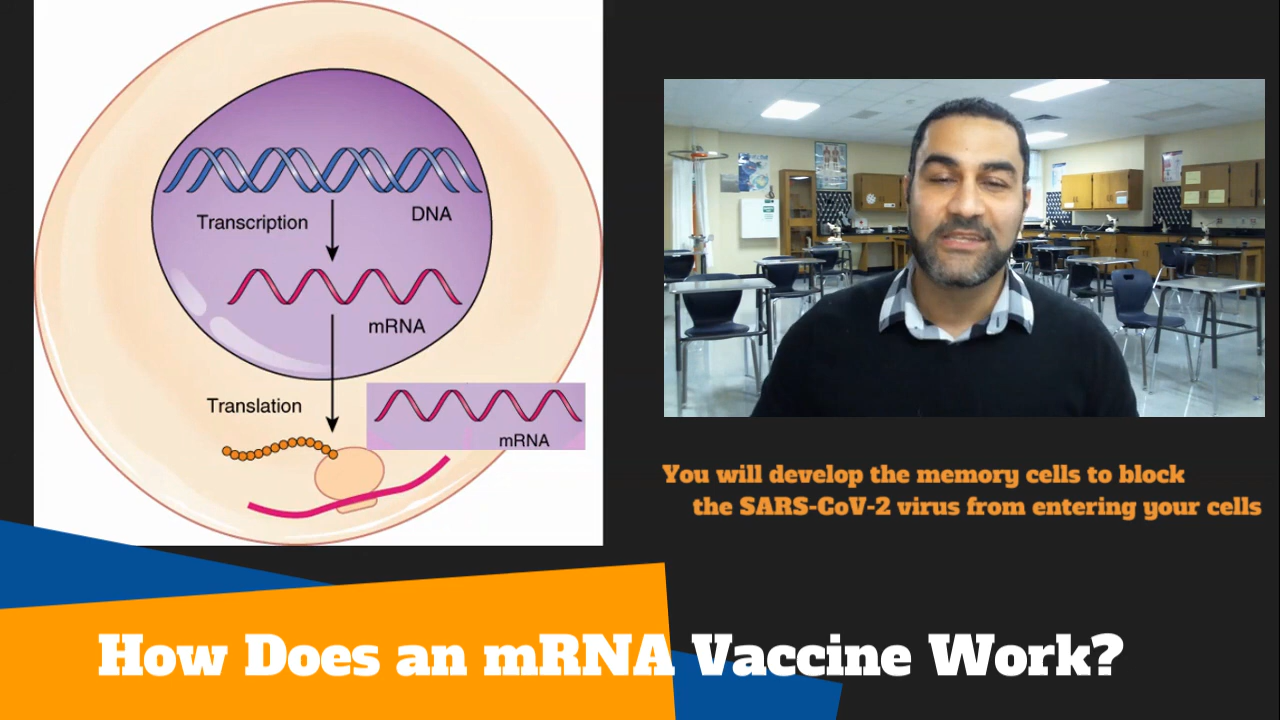 Transcription
DNA
mRNA
Translation
mRNA
You will develop the memory cells to block
the SARS-CoV-2 virus from entering your cells
How Does an mRNA Vaccine Work?